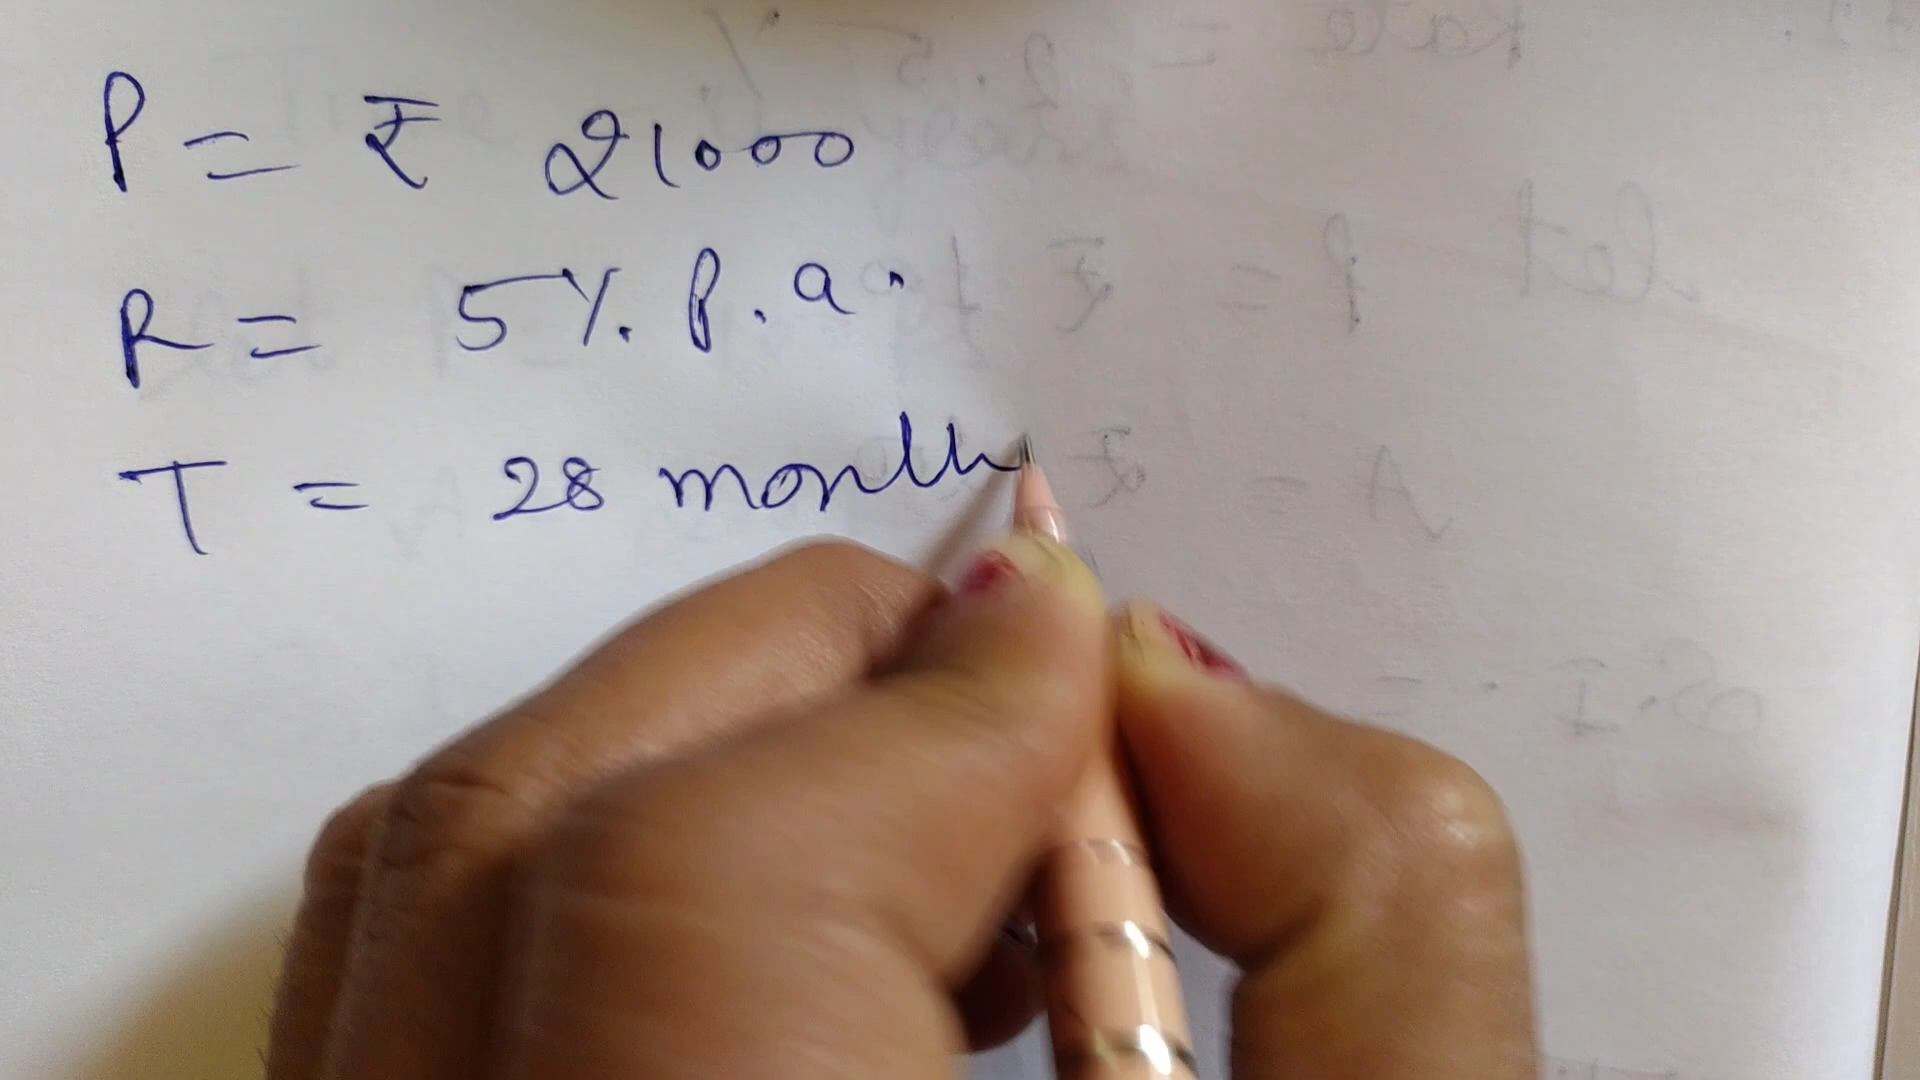 P = ₹ 21000
R = 5% P.a.
T = 28 month